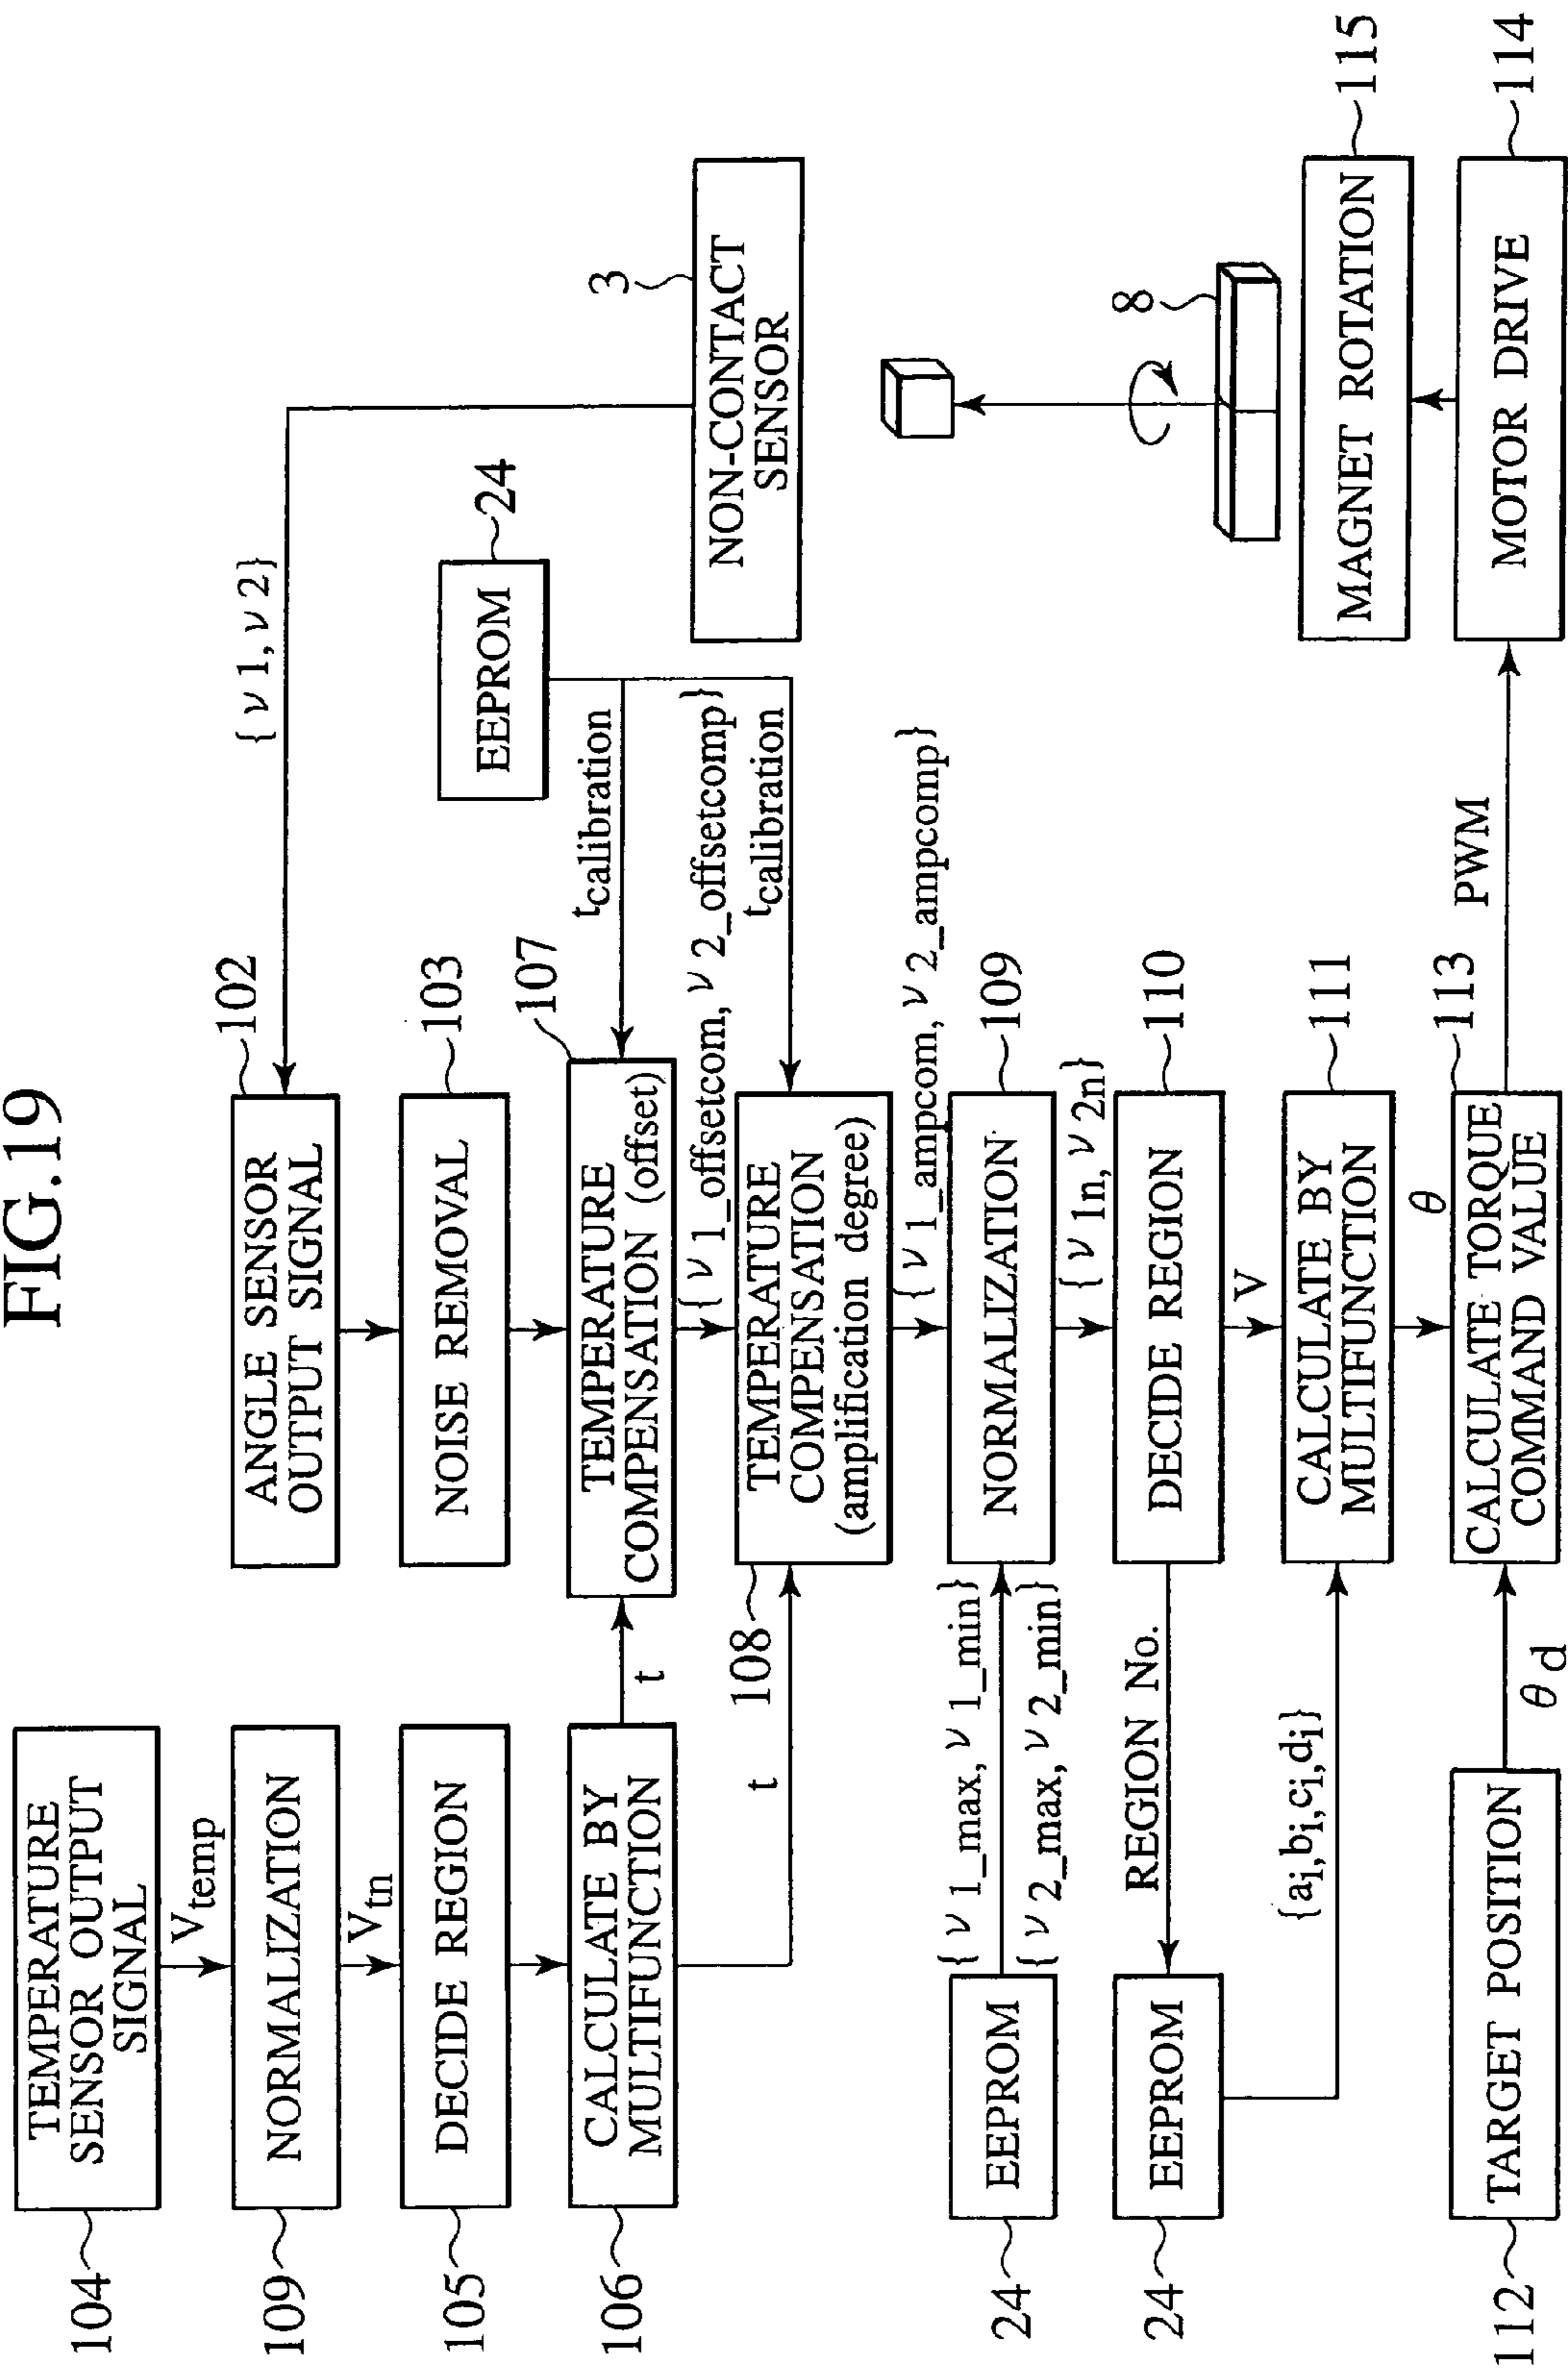 FIG.19
TEMPERATURE
SENSOR OUTPUT
SIGNAL
104
Vtemp
NORMALIZATION
109
Vtn
DECIDE REGION
105
CALCULATE BY
MULTIFUNCTION
106
t
t
ANGLE SENSOR
OUTPUT SIGNAL
102
{ν1, ν2}
NOISE REMOVAL
103
TEMPERATURE
COMPENSATION (offset)
107
tcalibration
EEPROM
24
{ν1_offsetcom, ν2_offsetcomp}
tcalibration
TEMPERATURE
COMPENSATION
(amplification degree)
108
NON-CONTACT
SENSOR
3
{ν1_ampcom, ν2_ampcomp}
{ν1_max, ν1_min}
{ν2_max, ν2_min}
EEPROM
24
NORMALIZATION
109
{ν1n, ν2n}
DECIDE REGION
110
REGION No.
EEPROM
24
V
{ai,bi,ci,di}
CALCULATE BY
MULTIFUNCTION
111
θ
TARGET POSITION
112
θd
CALCULATE TORQUE
COMMAND VALUE
113
PWM
8
MAGNET ROTATION
115
MOTOR DRIVE
114